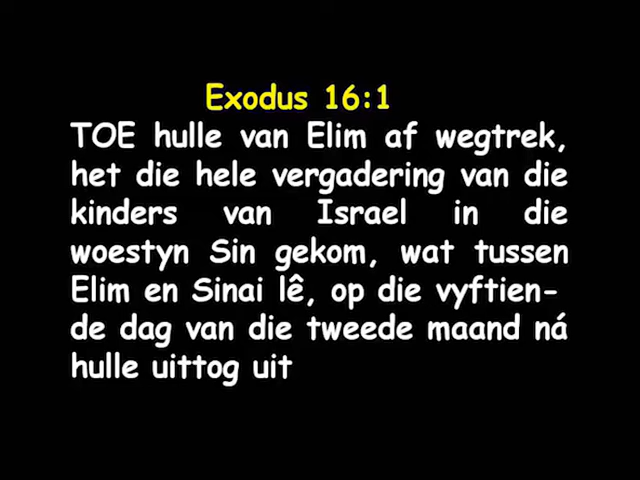 Exodus 16:1
TOE hulle van Elim af wegtrek,
het die hele vergadering van die
kinders van Israel in die
woestyn Sin gekom, wat tussen
Elim en Sinai lê, op die vyftien-
de dag van die tweede maand ná
hulle uittog uit